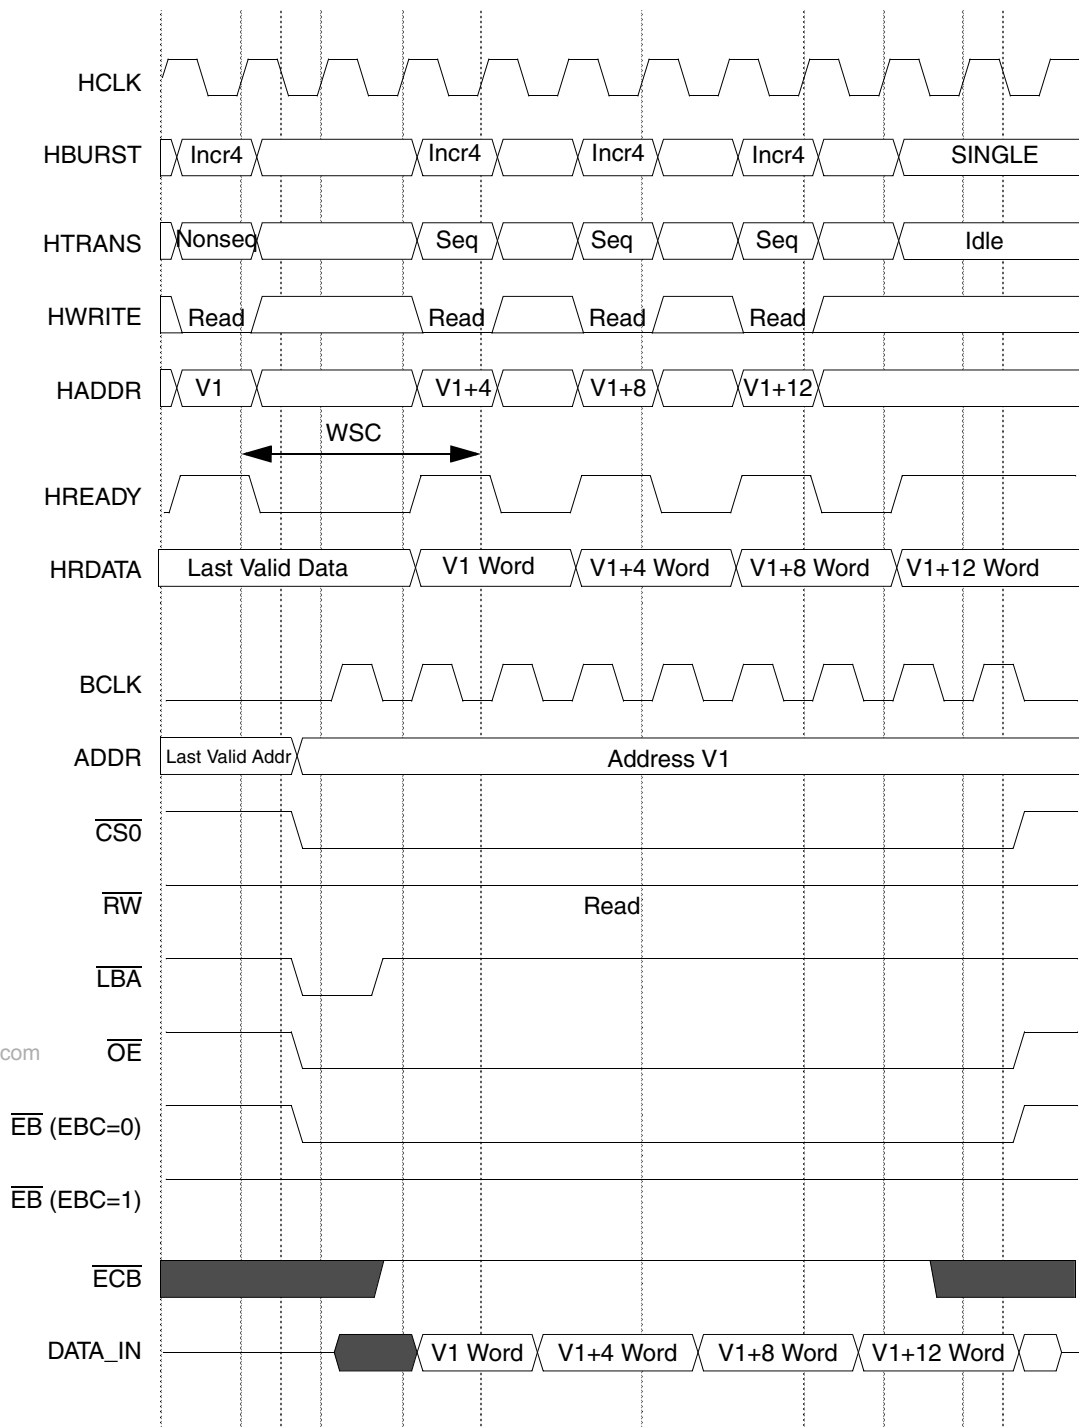 HCLK
HBURST Incr4 Incr4 Incr4 Incr4 SINGLE
HTRANS Nonseq Seq Seq Seq Idle
HWRITE Read Read Read Read
HADDR V1 V1+4 V1+8 V1+12
WSC
HREADY
HRDATA Last Valid Data V1 Word V1+4 Word V1+8 Word V1+12 Word
BCLK
ADDR Last Valid Addr Address V1
CS0
RW Read
LBA
com OE
EB (EBC=0)
EB (EBC=1)
ECB
DATA_IN V1 Word V1+4 Word V1+8 Word V1+12 Word